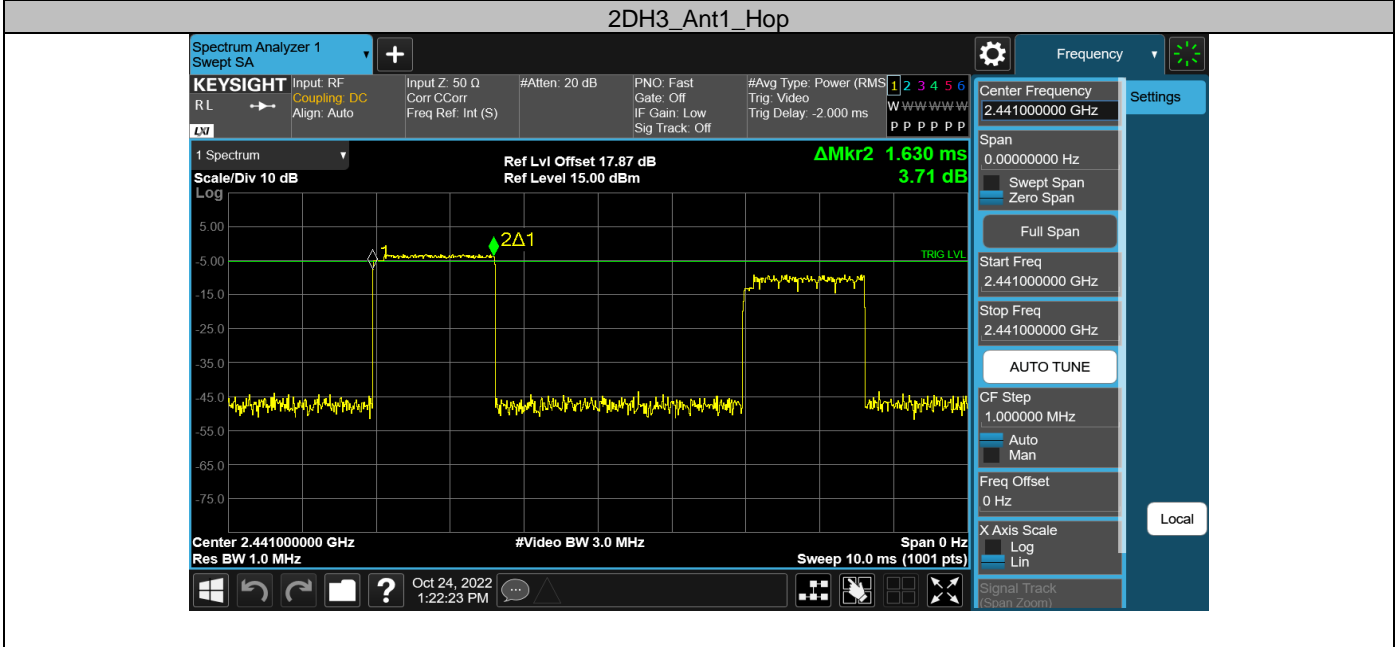 2DH3_Ant1_Hop
Spectrum Analyzer 1
Swept SA
+
Frequency
KEYSIGHT
RL
LXI
Input: RF
Coupling: DC
Align: Auto
Input Z: 50 Ω
Corr CCorr
Freq Ref: Int (S)
#Atten: 20 dB
PNO: Fast
Gate: Off
IF Gain: Low
Sig Track: Off
#Avg Type: Power (RMS
Trig: Video
Trig Delay: -2.000 ms
1 2 3 4 5 6
W W W W W W
P P P P P P
1 Spectrum
Scale/Div 10 dB
Log
Ref Lvl Offset 17.87 dB
Ref Level 15.00 dBm
ΔMkr2 1.630 ms
3.71 dB
5.00
-5.00
-15.0
-25.0
-35.0
-45.0
-55.0
-65.0
-75.0
1
2Δ1
TRIG LVL
Center 2.441000000 GHz
Res BW 1.0 MHz
#Video BW 3.0 MHz
Span 0 Hz
Sweep 10.0 ms (1001 pts)
?
Oct 24, 2022
1:22:23 PM
Center Frequency
2.441000000 GHz
Span
0.00000000 Hz
Swept Span
Zero Span
Full Span
Start Freq
2.441000000 GHz
Stop Freq
2.441000000 GHz
AUTO TUNE
CF Step
1.000000 MHz
Auto
Man
Freq Offset
0 Hz
X Axis Scale
Log
Lin
Signal Track
(Span Zoom)
Settings
Local